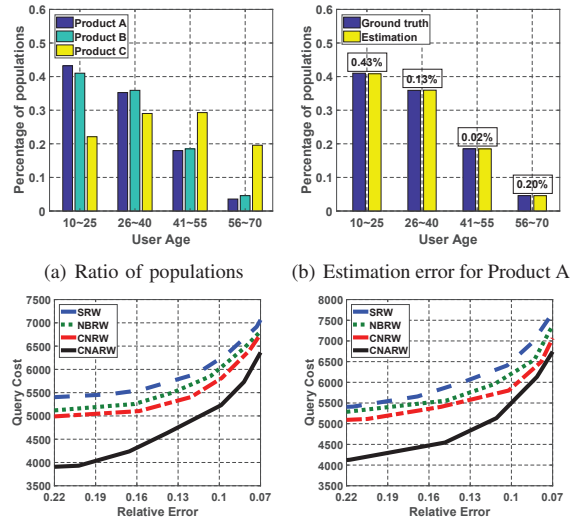 Percentage of populations
0.6
0.5
0.4
0.3
0.2
0.1
0
Product A
Product B
Product C
10~25 26~40 41~55 56~70
User Age
(a) Ratio of populations
Percentage of populations
0.6
0.5
0.4
0.3
0.2
0.1
0
Ground truth
Estimation
0.43%
0.13%
0.02%
0.20%
10~25 26~40 41~55 56~70
User Age
(b) Estimation error for Product A
Query Cost
7500
7000
6500
6000
5500
5000
4500
4000
3500
SRW
NBRW
CNRW
CNARW
0.22 0.19 0.16 0.13 0.1 0.07
Relative Error
Query Cost
8000
7500
7000
6500
6000
5500
5000
4500
4000
3500
SRW
NBRW
CNRW
CNARW
0.22 0.19 0.16 0.13 0.1 0.07
Relative Error